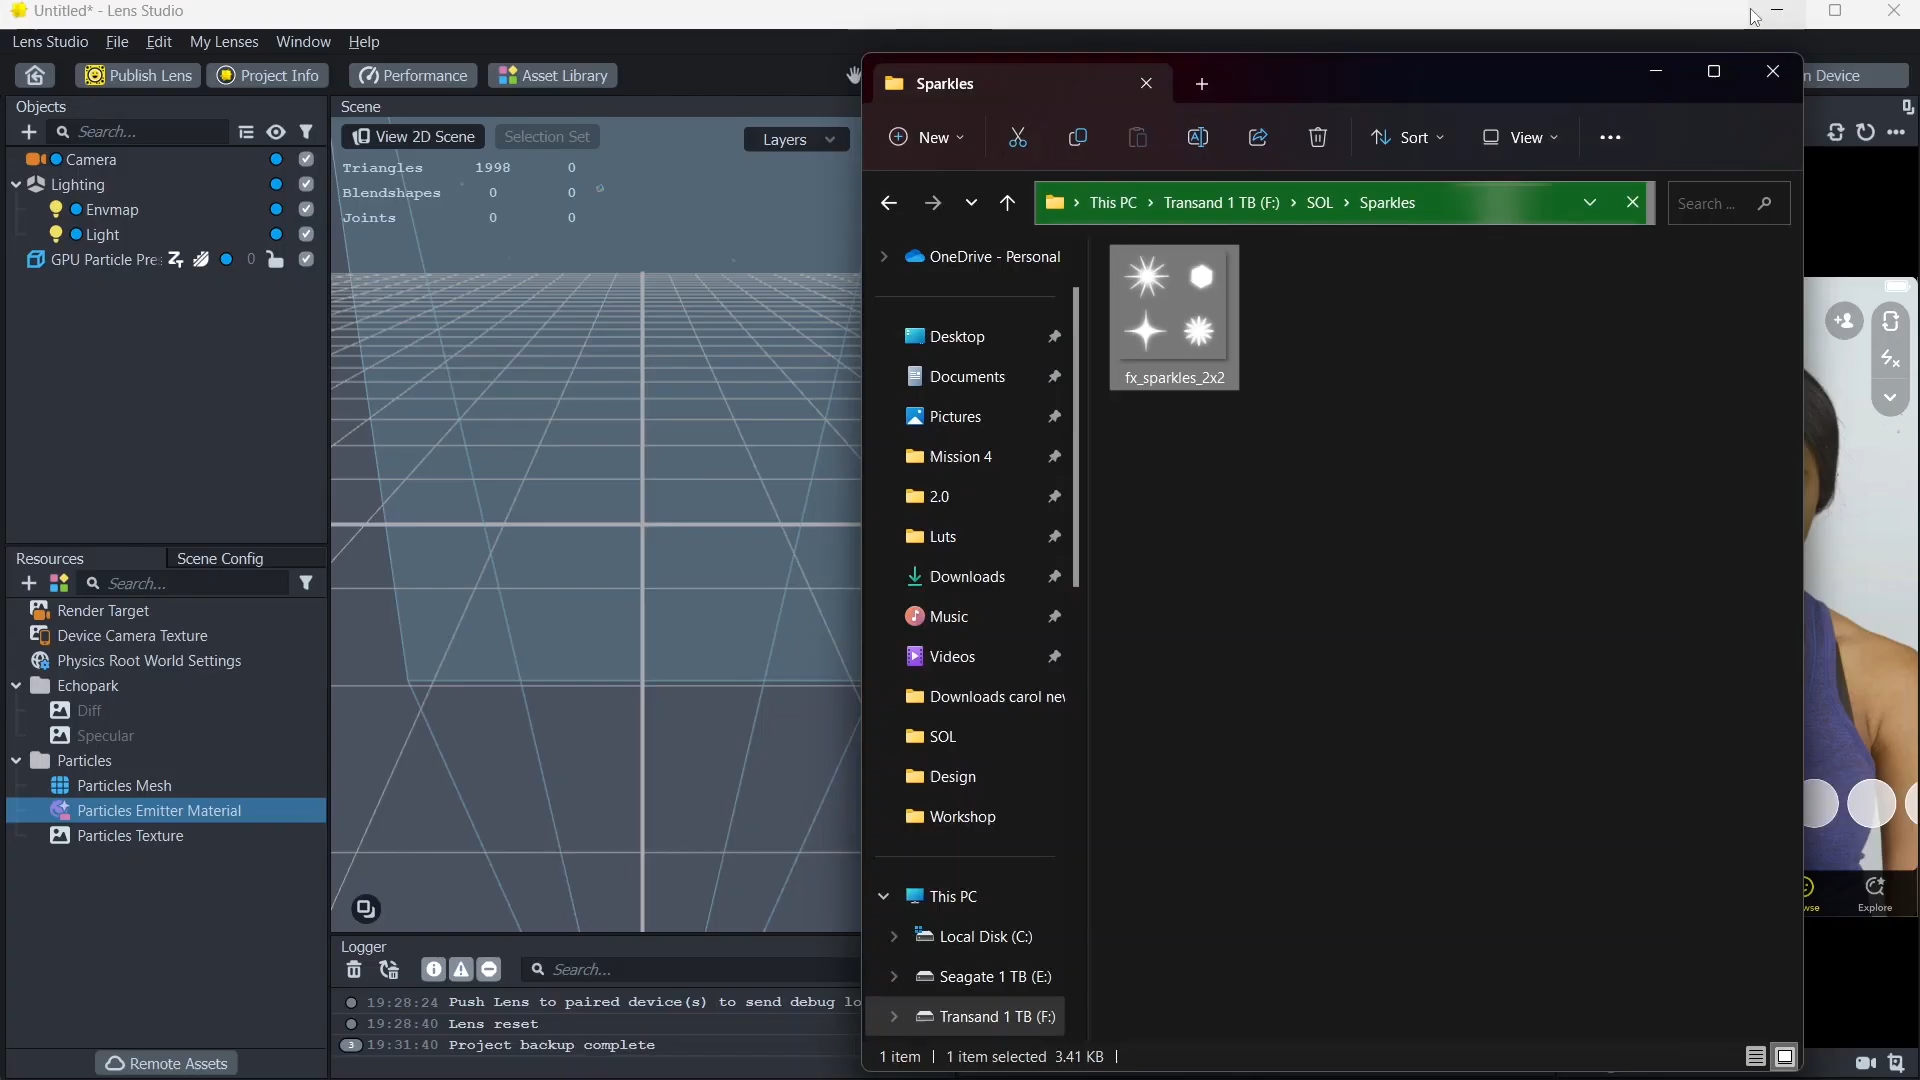 Untitled* - Lens Studio
Lens Studio File Edit My Lenses Window Help
Publish Lens Project Info Performance Asset Library
n Device
Objects
Search...
Camera
Lighting
Envmap
Light
GPU Particle Pre 0
Resources Scene Config
Search...
Render Target
Device Camera Texture
Physics Root World Settings
Echopark
Diff
Specular
Particles
Particles Mesh
Particles Emitter Material
Particles Texture
Remote Assets
Scene
View 2D Scene Selection Set Layers
Triangles 1998 0
Blendshapes 0 0
Joints 0 0
Logger
Search...
19:28:24 Push Lens to paired device(s) to send debug lo
19:28:40 Lens reset
3 19:31:40 Project backup complete
Sparkles
New Sort View
This PC > Transand 1 TB (F:) > SOL > Sparkles
Search ...
OneDrive - Personal
Desktop
Documents
Pictures
Mission 4
2.0
Luts
Downloads
Music
Videos
Downloads carol nev
SOL
Design
Workshop
This PC
Local Disk (C:)
Seagate 1 TB (E:)
Transand 1 TB (F:)
fx_sparkles_2x2
1 item 1 item selected 3.41 KB
wse Explore